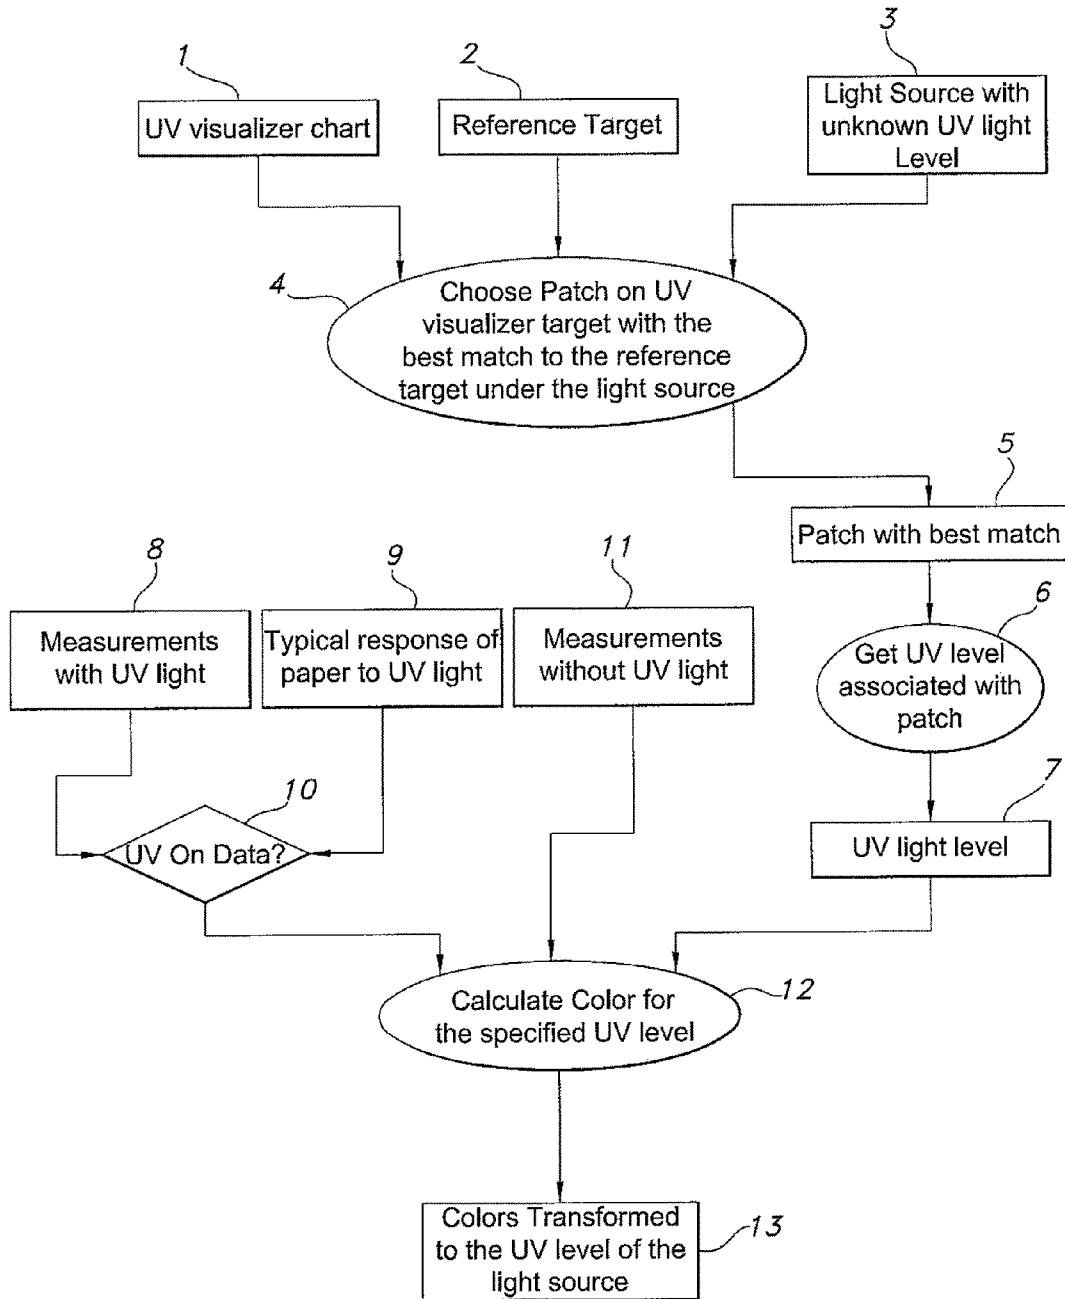 1
2
3
UV visualizer chart
Reference Target
Light Source with
unknown UV light
Level
4
Choose Patch on UV
visualizer target with the
best match to the reference
target under the light source
5
Patch with best match
8
9
11
6
Measurements
with UV light
Typical response of
paper to UV light
Measurements
without UV light
Get UV level
associated with
patch
10
7
UV On Data?
UV light level
12
Calculate Color for
the specified UV level
13
Colors Transformed
to the UV level of the
light source